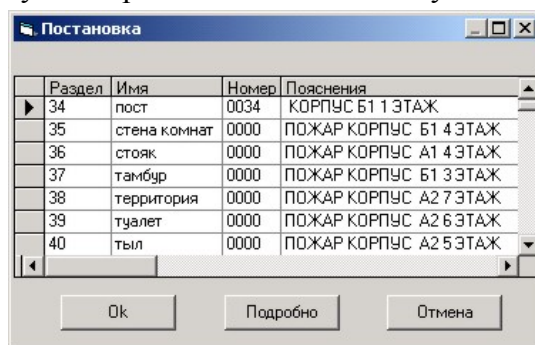 Постановка
Раздел Имя Номер Пояснения
34 пост 0034 КОРПУС Б1 1 ЭТАЖ
35 стена комнат 0000 ПОЖАР КОРПУС Б1 4 ЭТАЖ
36 стояк 0000 ПОЖАР КОРПУС А1 4 ЭТАЖ
37 тамбур 0000 ПОЖАР КОРПУС Б1 3 ЭТАЖ
38 территория 0000 ПОЖАР КОРПУС А2 7 ЭТАЖ
39 туалет 0000 ПОЖАР КОРПУС А2 6 ЭТАЖ
40 тыл 0000 ПОЖАР КОРПУС А2 5 ЭТАЖ
Ok Подробно Отмена